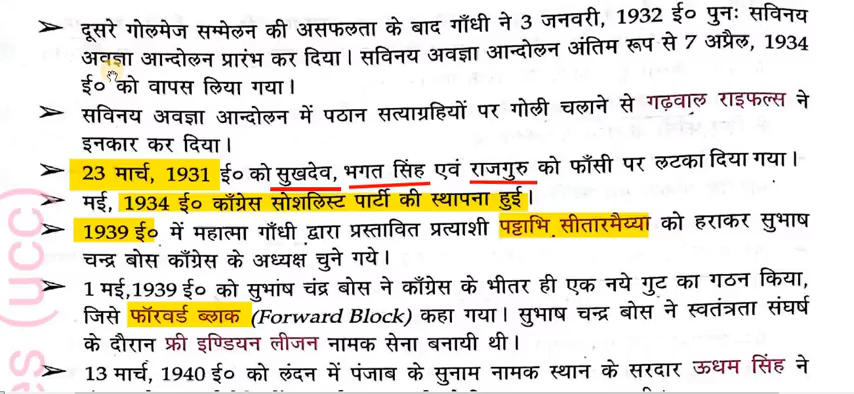 ➤ दूसरे गोलमेज सम्मेलन की असफलता के बाद गाँधी ने 3 जनवरी, 1932 ई० पुनः सविनय
अवज्ञा आन्दोलन प्रारंभ कर दिया। सविनय अवज्ञा आन्दोलन अंतिम रूप से 7 अप्रैल, 1934
ई० को वापस लिया गया।
➤ सविनय अवज्ञा आन्दोलन में पठान सत्याग्रहियों पर गोली चलाने से गढ़वाल राइफल्स ने
इनकार कर दिया।
➤ 23 मार्च, 1931 ई० को सुखदेव, भगत सिंह एवं राजगुरु को फाँसी पर लटका दिया गया।
➤ मई, 1934 ई० काँग्रेस सोशलिस्ट पार्टी की स्थापना हुई।
➤ 1939 ई० में महात्मा गाँधी द्वारा प्रस्तावित प्रत्याशी पट्टाभि सीतारमैय्या को हराकर सुभाष
चन्द्र बोस काँग्रेस के अध्यक्ष चुने गये।
➤ 1 मई,1939 ई० को सुभाष चंद्र बोस ने काँग्रेस के भीतर ही एक नये गुट का गठन किया,
जिसे फॉरवर्ड ब्लाक (Forward Block) कहा गया। सुभाष चन्द्र बोस ने स्वतंत्रता संघर्ष
के दौरान फ्री इण्डियन लीजन नामक सेना बनायी थी।
➤ 13 मार्च, 1940 ई० को लंदन में पंजाब के सुनाम नामक स्थान के सरदार ऊधम सिंह ने
(ucc)